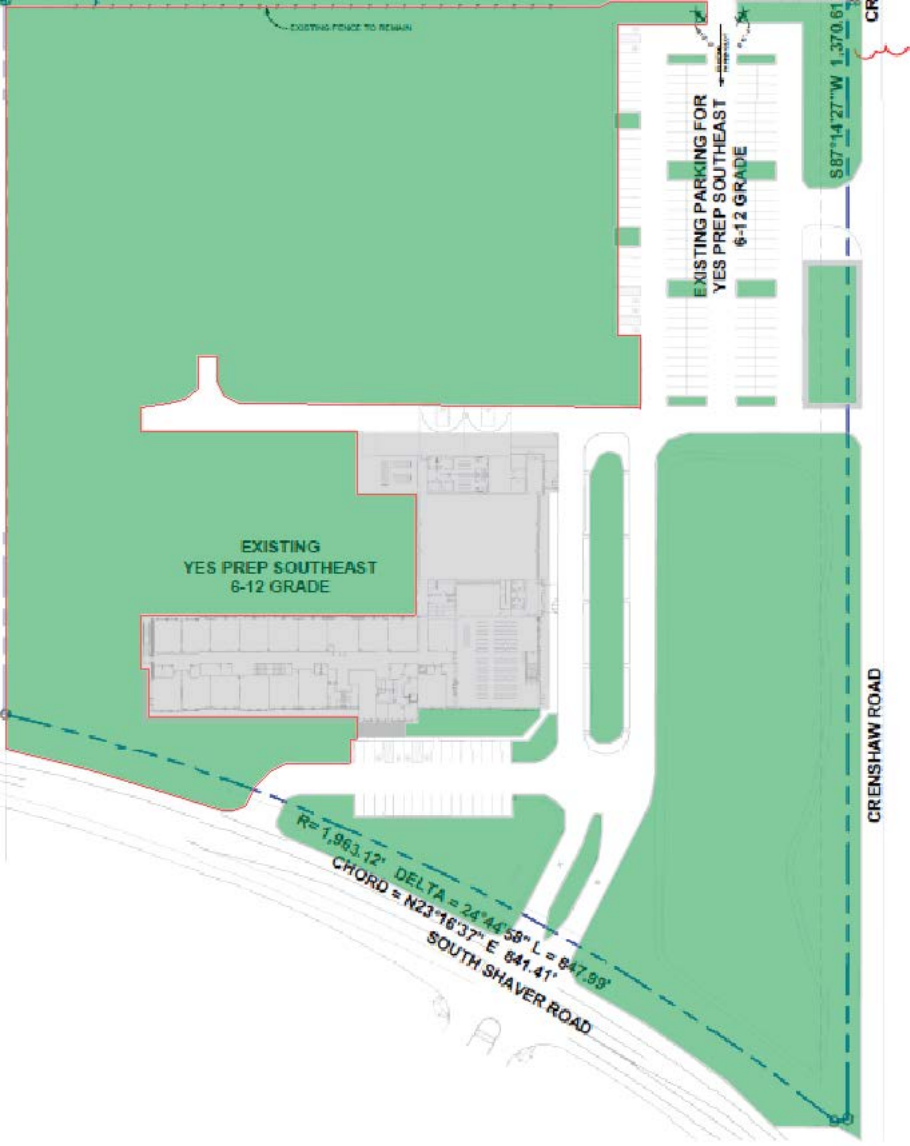 EXISTING FENCE TO REMAIN
EXISTING PARKING FOR
YES PREP SOUTHEAST
6-12 GRADE
S87°14'27"W 1,370.61
CR
EXISTING
YES PREP SOUTHEAST
6-12 GRADE
CRENSHAW ROAD
R= 1,963.12' DELTA = 24°44'58" L = 847.99'
CHORD = N23°16'37" E 841.41'
SOUTH SHAVER ROAD